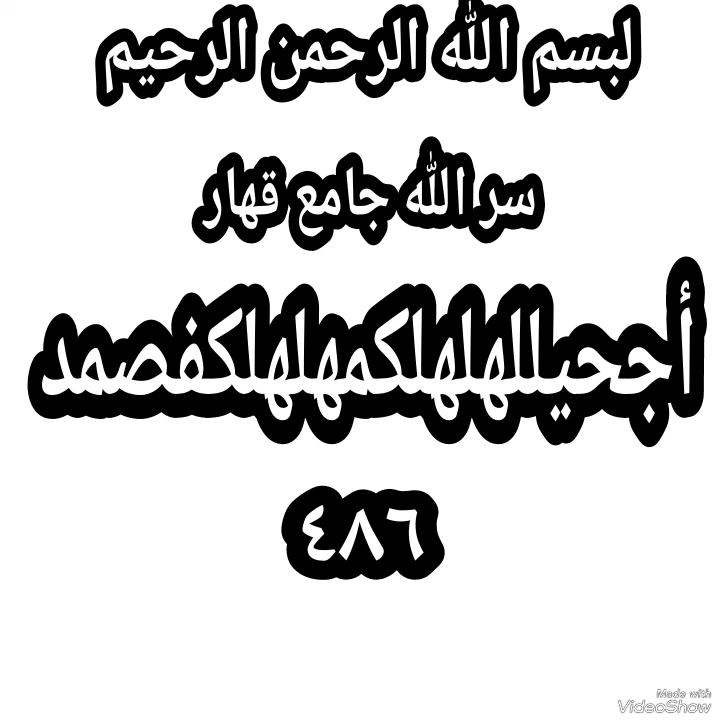 لبسم الله الرحمن الرحيم
سر الله جامع قهار
أجحيللهلهلكمهلهلكفصمد
٤٨٦
Made with
VideoShow